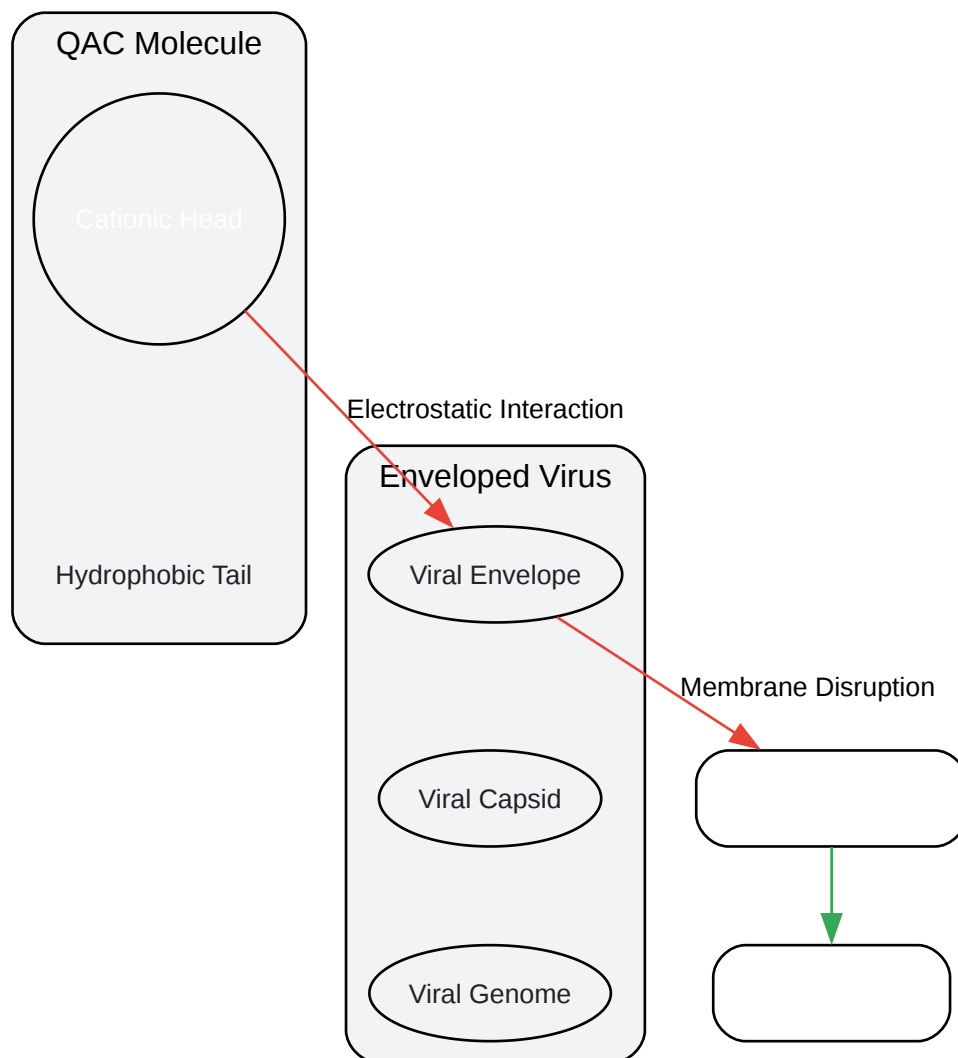 QAC Molecule
Cationic Head
Electrostatic Interaction
Enveloped Virus
Hydrophobic Tail
Viral Envelope
Membrane Disruption
Viral Capsid
Viral Genome